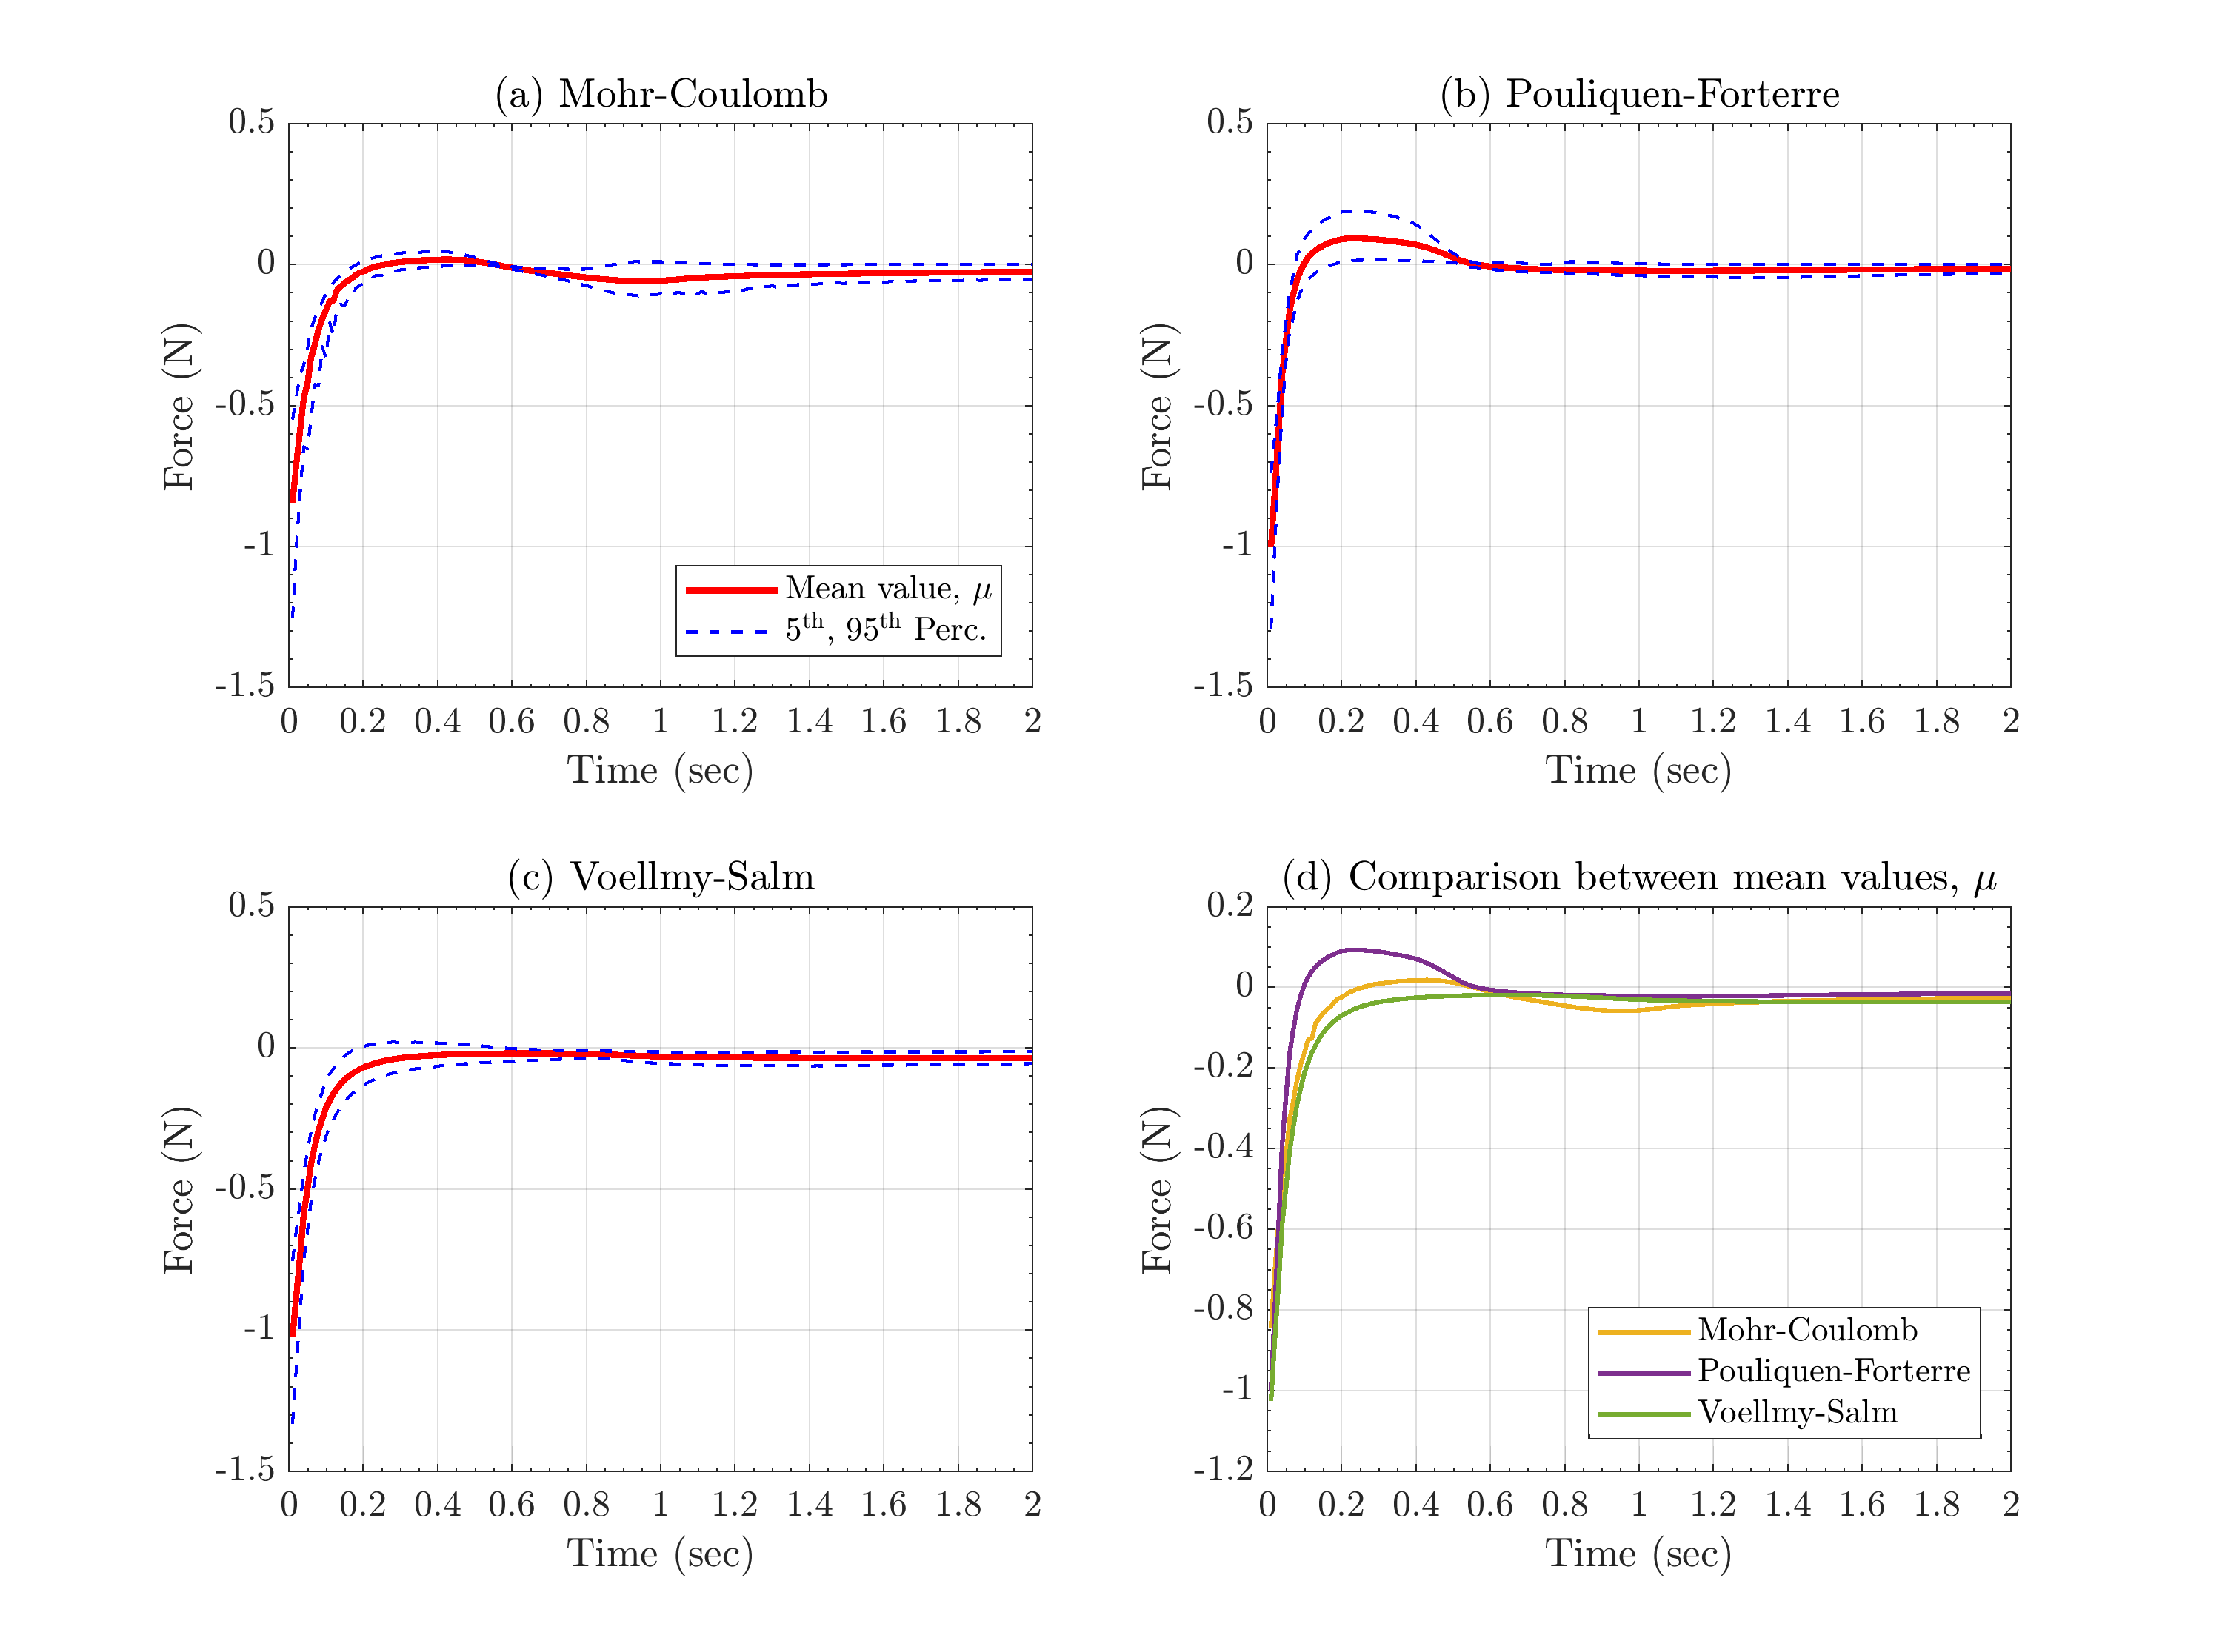 (a) Mohr-Coulomb
0.5
0
-0.5
-1
-1.5
Force (N)
Mean value, μ
5th, 95th Perc.
0 0.2 0.4 0.6 0.8 1 1.2 1.4 1.6 1.8 2
Time (sec)
(b) Pouliquen-Forterre
0.5
0
-0.5
-1
-1.5
Force (N)
0 0.2 0.4 0.6 0.8 1 1.2 1.4 1.6 1.8 2
Time (sec)
(c) Voellmy-Salm
0.5
0
-0.5
-1
-1.5
Force (N)
0 0.2 0.4 0.6 0.8 1 1.2 1.4 1.6 1.8 2
Time (sec)
(d) Comparison between mean values, μ
0.2
0
-0.2
-0.4
-0.6
-0.8
-1
-1.2
Force (N)
Mohr-Coulomb
Pouliquen-Forterre
Voellmy-Salm
0 0.2 0.4 0.6 0.8 1 1.2 1.4 1.6 1.8 2
Time (sec)